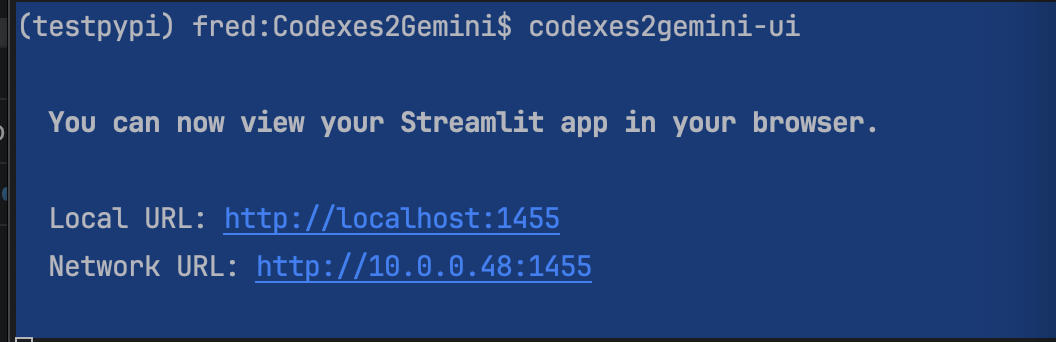 (testpypi) fred:Codexes2Gemini$ codexes2gemini-ui
You can now view your Streamlit app in your browser.
Local URL: http://localhost:1455
Network URL: http://10.0.0.48:1455